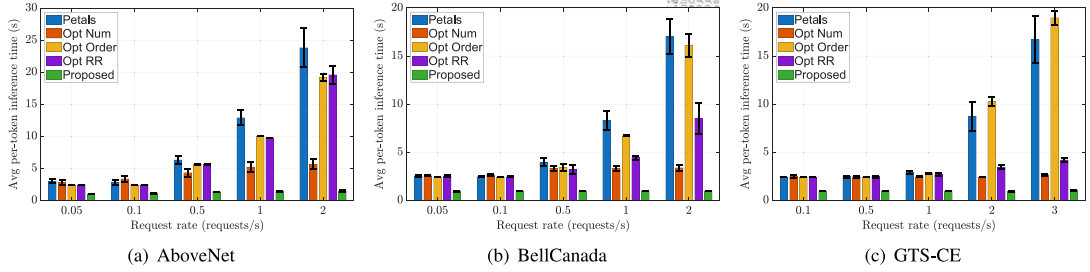 30
25
20
15
10
5
0
Avg per-token inference time (s)
Petals
Opt Num
Opt Order
Opt RR
Proposed
0.05 0.1 0.5 1 2
Request rate (requests/s)
(a) AboveNet
20
15
10
5
0
Avg per-token inference time (s)
Petals
Opt Num
Opt Order
Opt RR
Proposed
0.05 0.1 0.5 1 2
Request rate (requests/s)
(b) BellCanada
20
15
10
5
0
Avg per-token inference time (s)
Petals
Opt Num
Opt Order
Opt RR
Proposed
0.1 0.5 1 2 3
Request rate (requests/s)
(c) GTS-CE